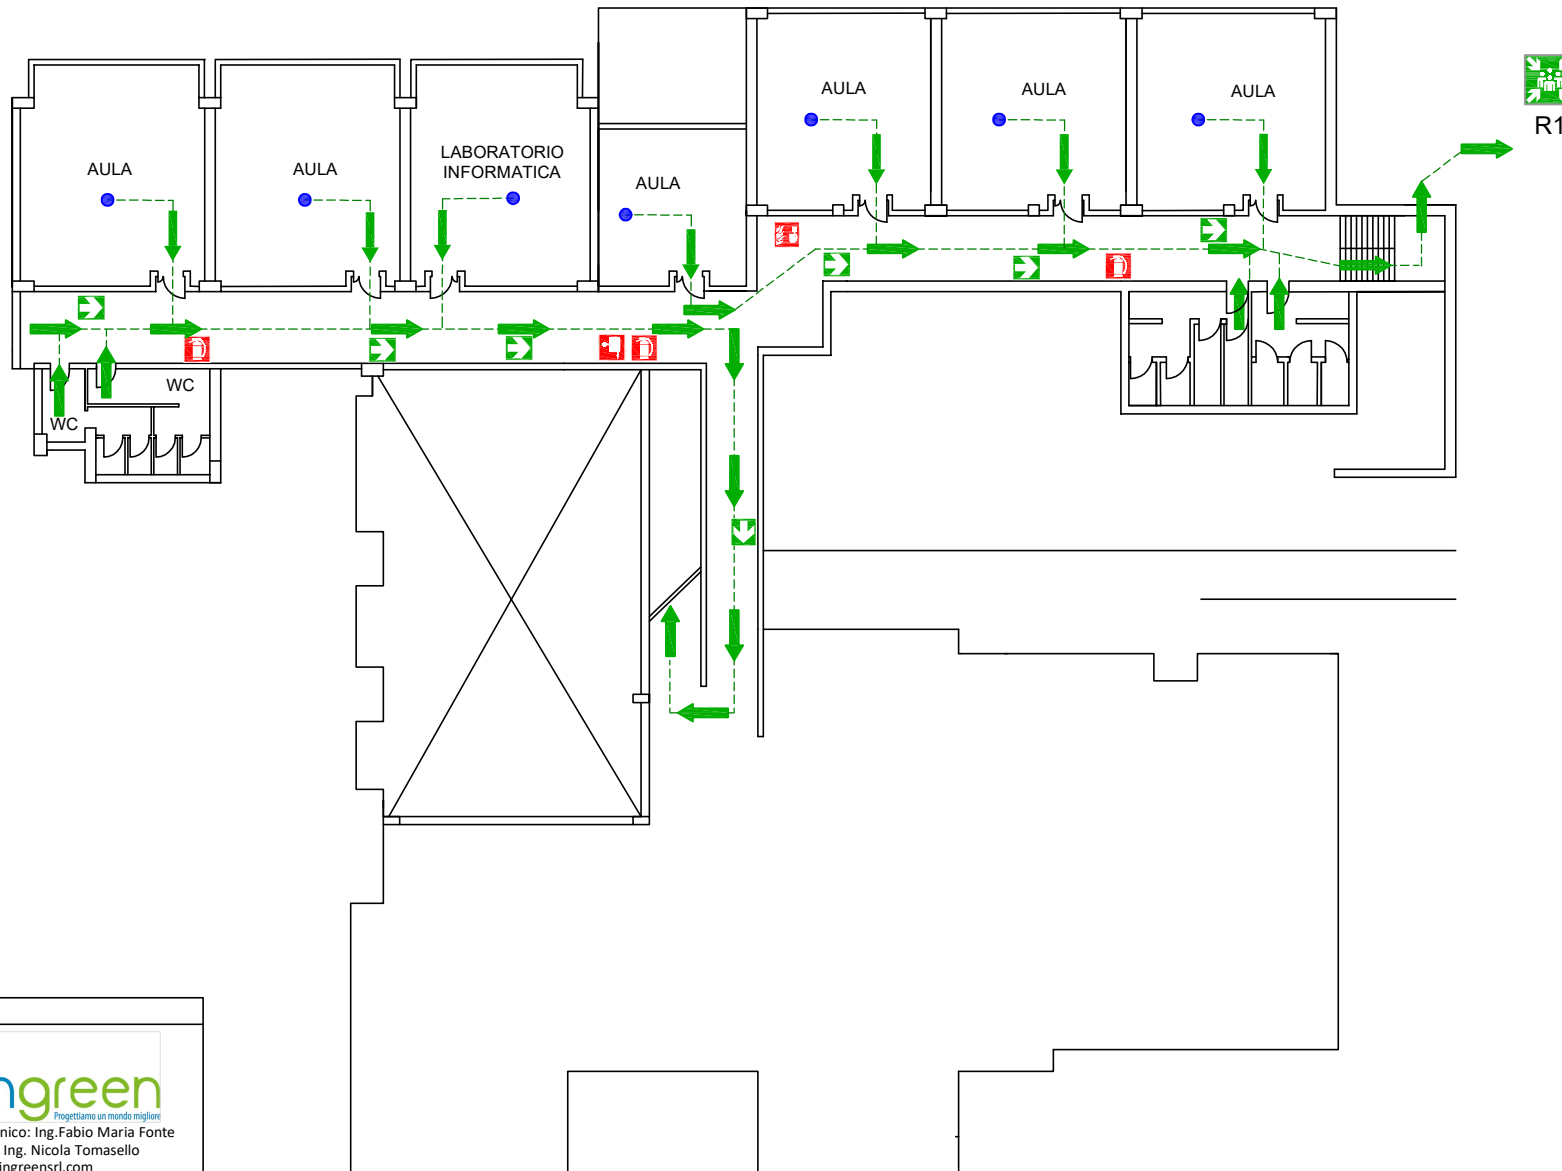 AULA
AULA
AULA
R1
LABORATORIO
INFORMATICA
AULA
AULA
AULA
WC
WC
ngreen
Progettiamo un mondo migliore
nico: Ing.Fabio Maria Fonte
Ing. Nicola Tomasello
ingreensrl.com